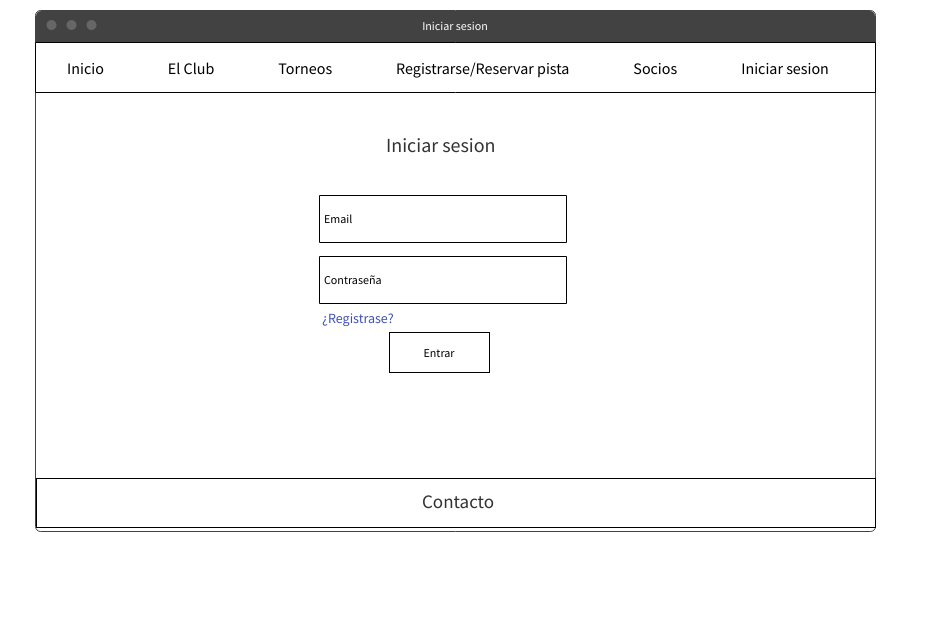 Iniciar sesion
Inicio El Club Torneos Registrarse/Reservar pista Socios Iniciar sesion
Iniciar sesion
Email
Contraseña
¿Registrase?
Entrar
Contacto